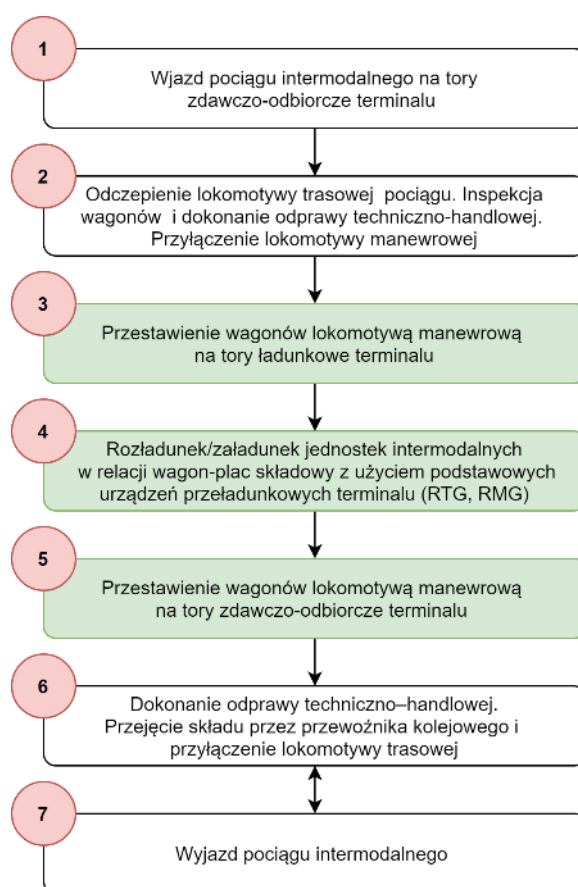 1
Wjazd pociągu intermodalnego na tory
zdawczo-odbiorcze terminalu
2
Odczepienie lokomotywy trasowej pociągu. Inspekcja
wagonów i dokonanie odprawy techniczno-handlowej.
Przyłączenie lokomotywy manewrowej
3
Przestawienie wagonów lokomotywą manewrową
na tory ładunkowe terminalu
4
Rozładunek/załadunek jednostek intermodalnych
w relacji wagon-plac składowy z użyciem podstawowych
urządzeń przeładunkowych terminalu (RTG, RMG)
5
Przestawienie wagonów lokomotywą manewrową
na tory zdawczo-odbiorcze terminalu
6
Dokonanie odprawy techniczno–handlowej.
Przejęcie składu przez przewoźnika kolejowego i
przyłączenie lokomotywy trasowej
7
Wyjazd pociągu intermodalnego